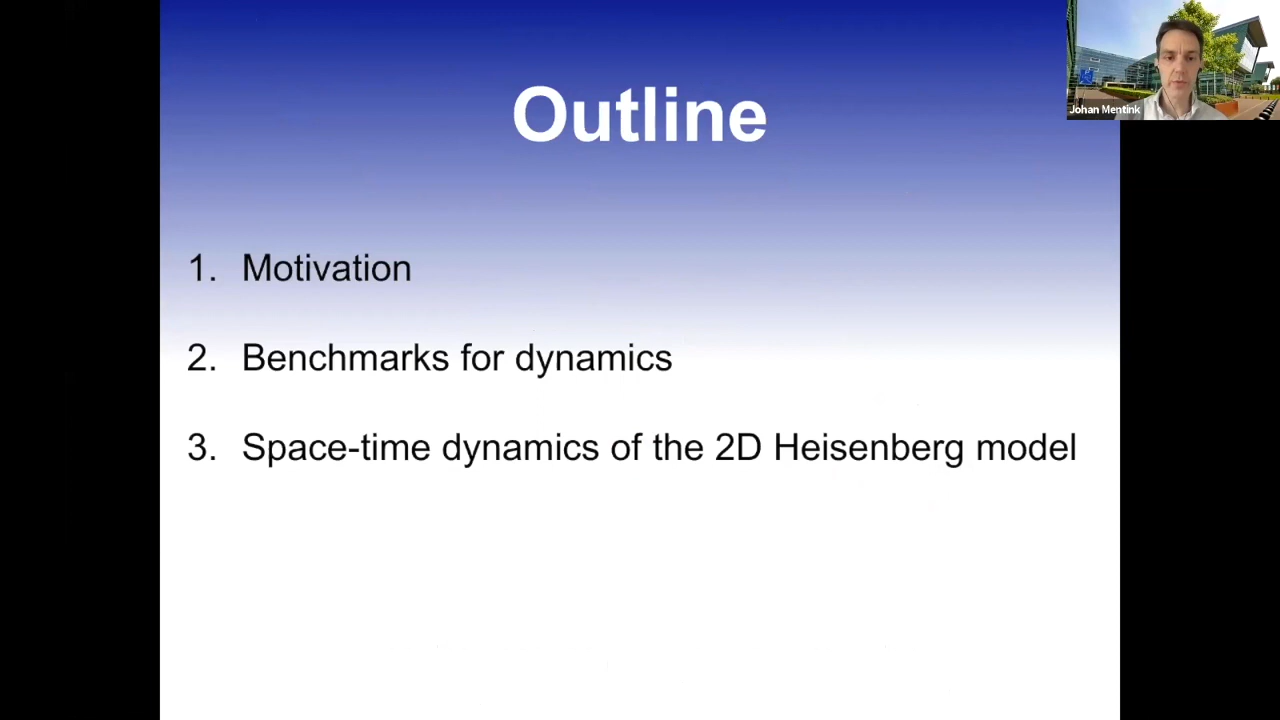 Outline
Johan Mentink
1. Motivation
2. Benchmarks for dynamics
3. Space-time dynamics of the 2D Heisenberg model